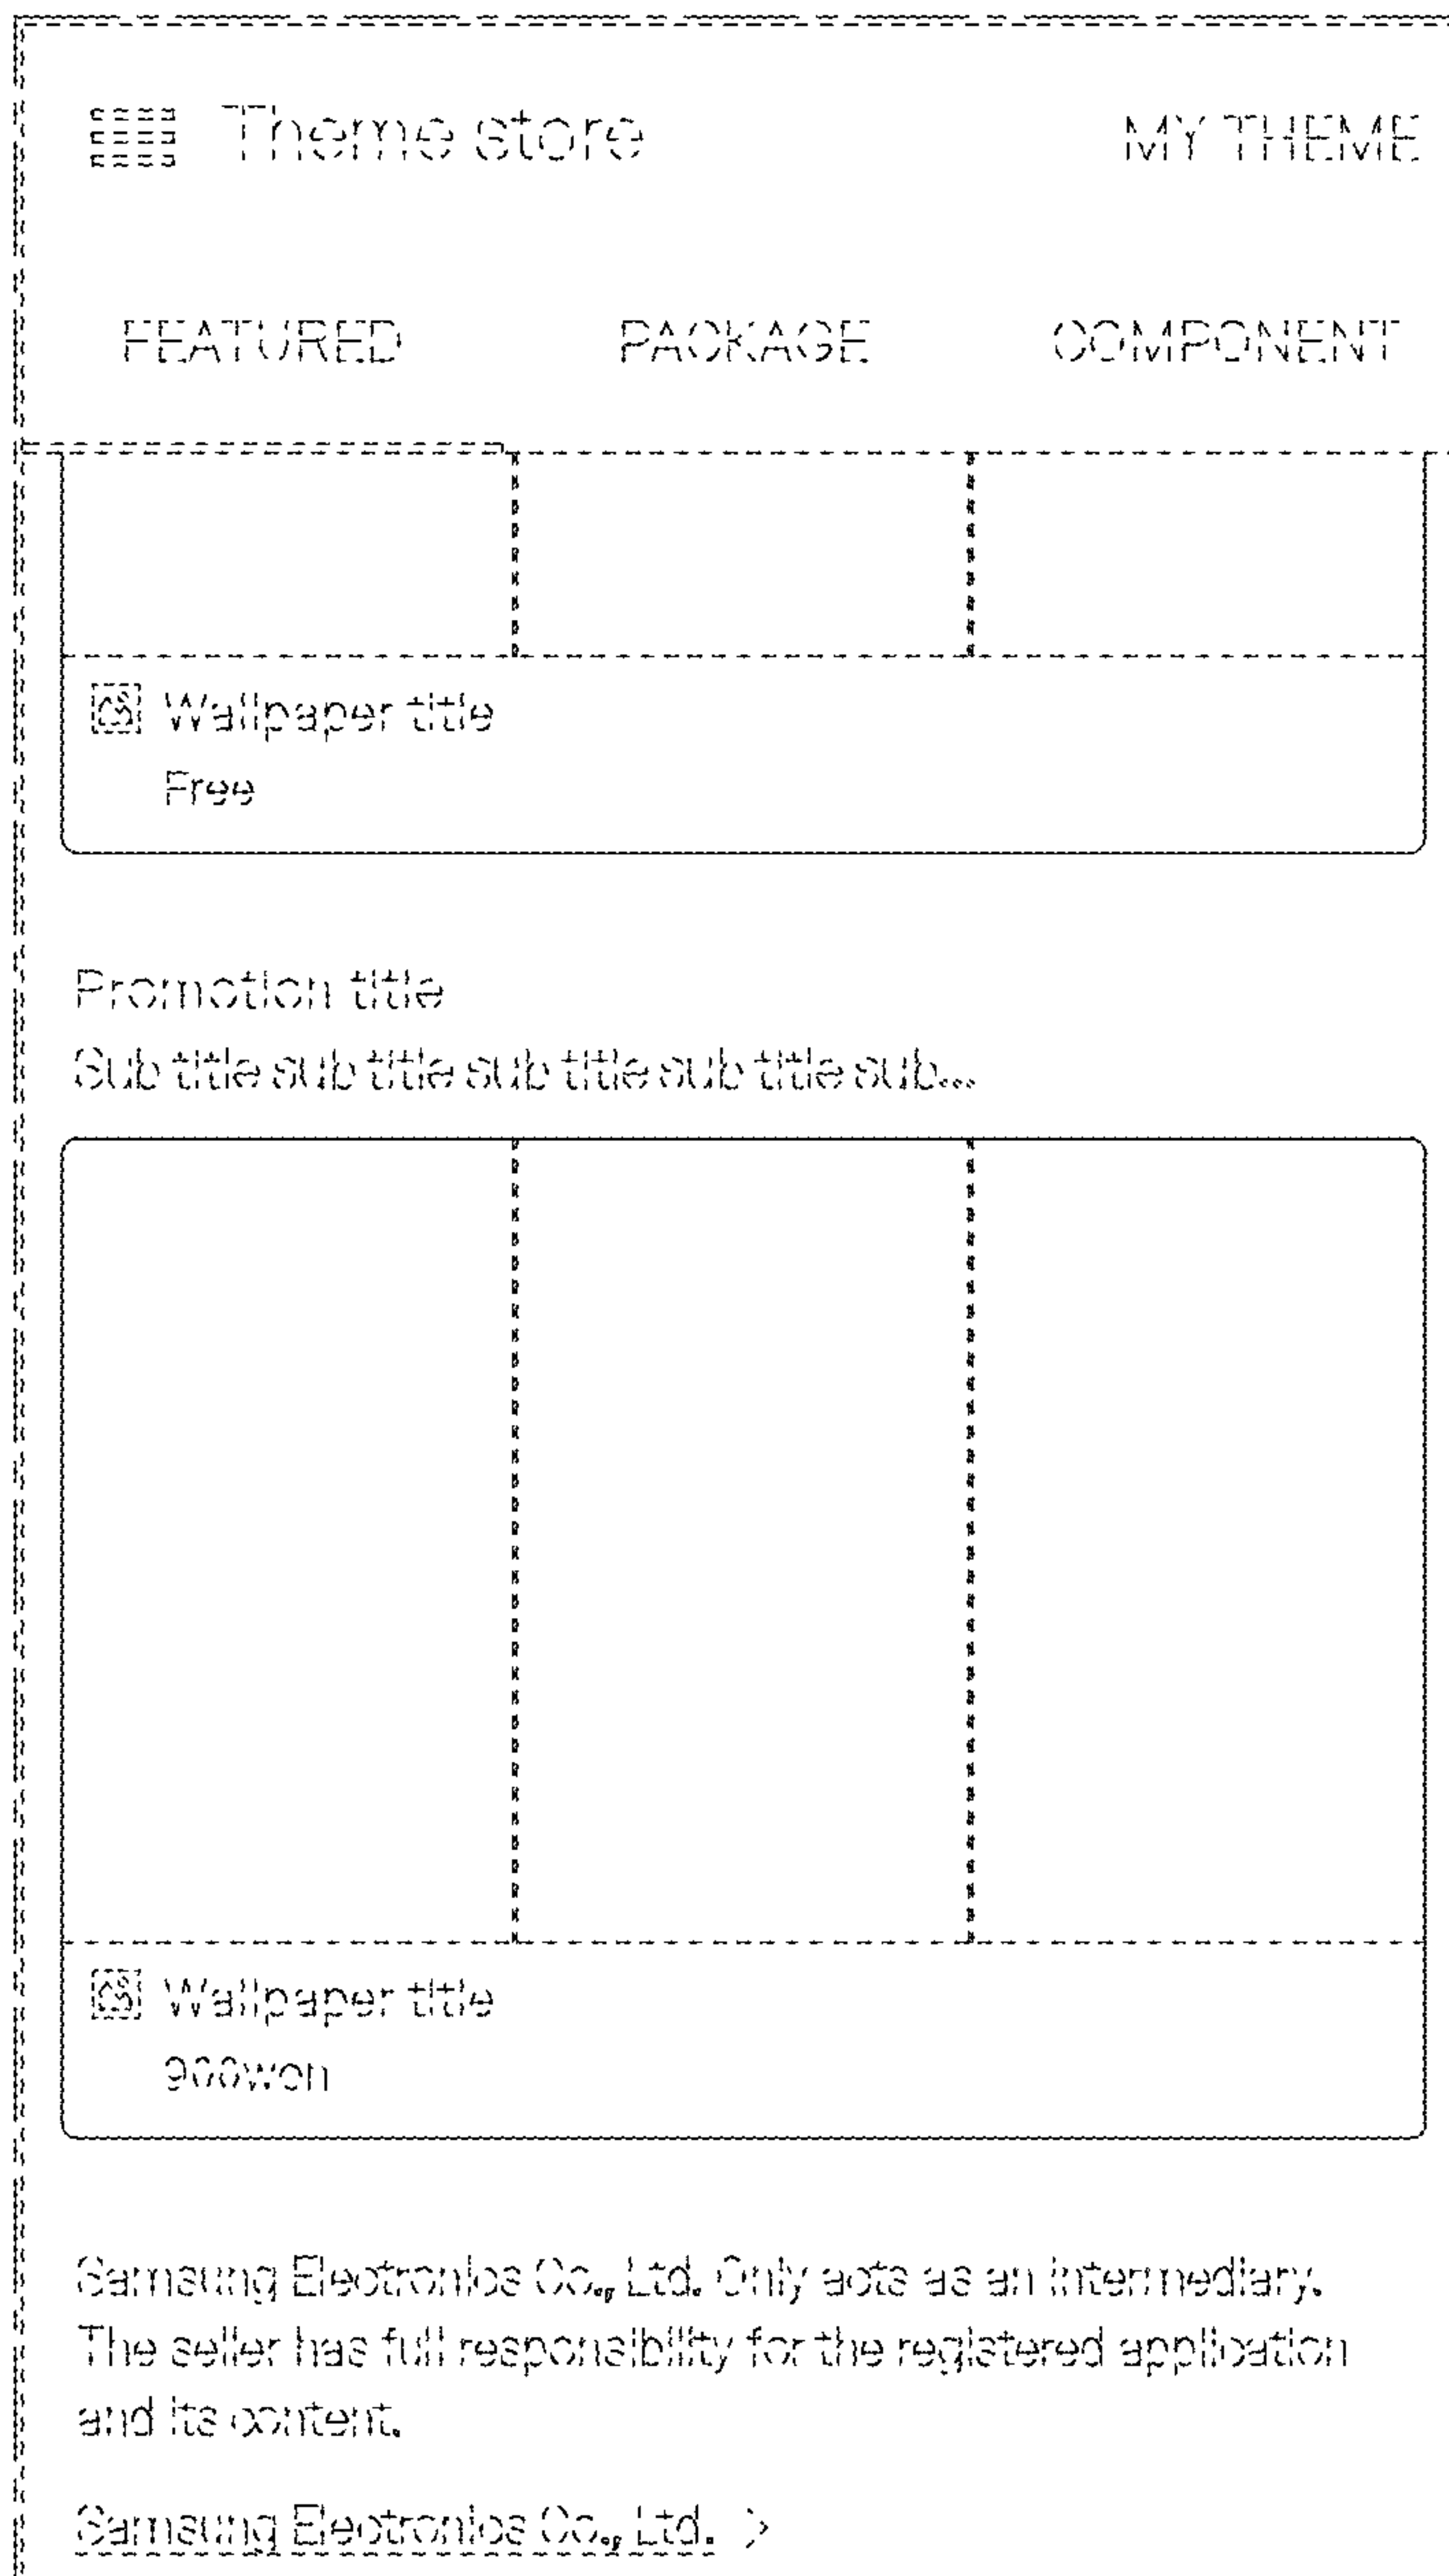 Theme store
MY THEME
FEATURED
PACKAGE
COMPONENT
Wallpaper title
Free
Promotion title
Sub title sub title sub title sub title sub...
Wallpaper title
900won
Samsung Electronics Co., Ltd. Only acts as an intermediary.
The seller has full responsibility for the registered application
and its content.
Samsung Electronics Co., Ltd. >